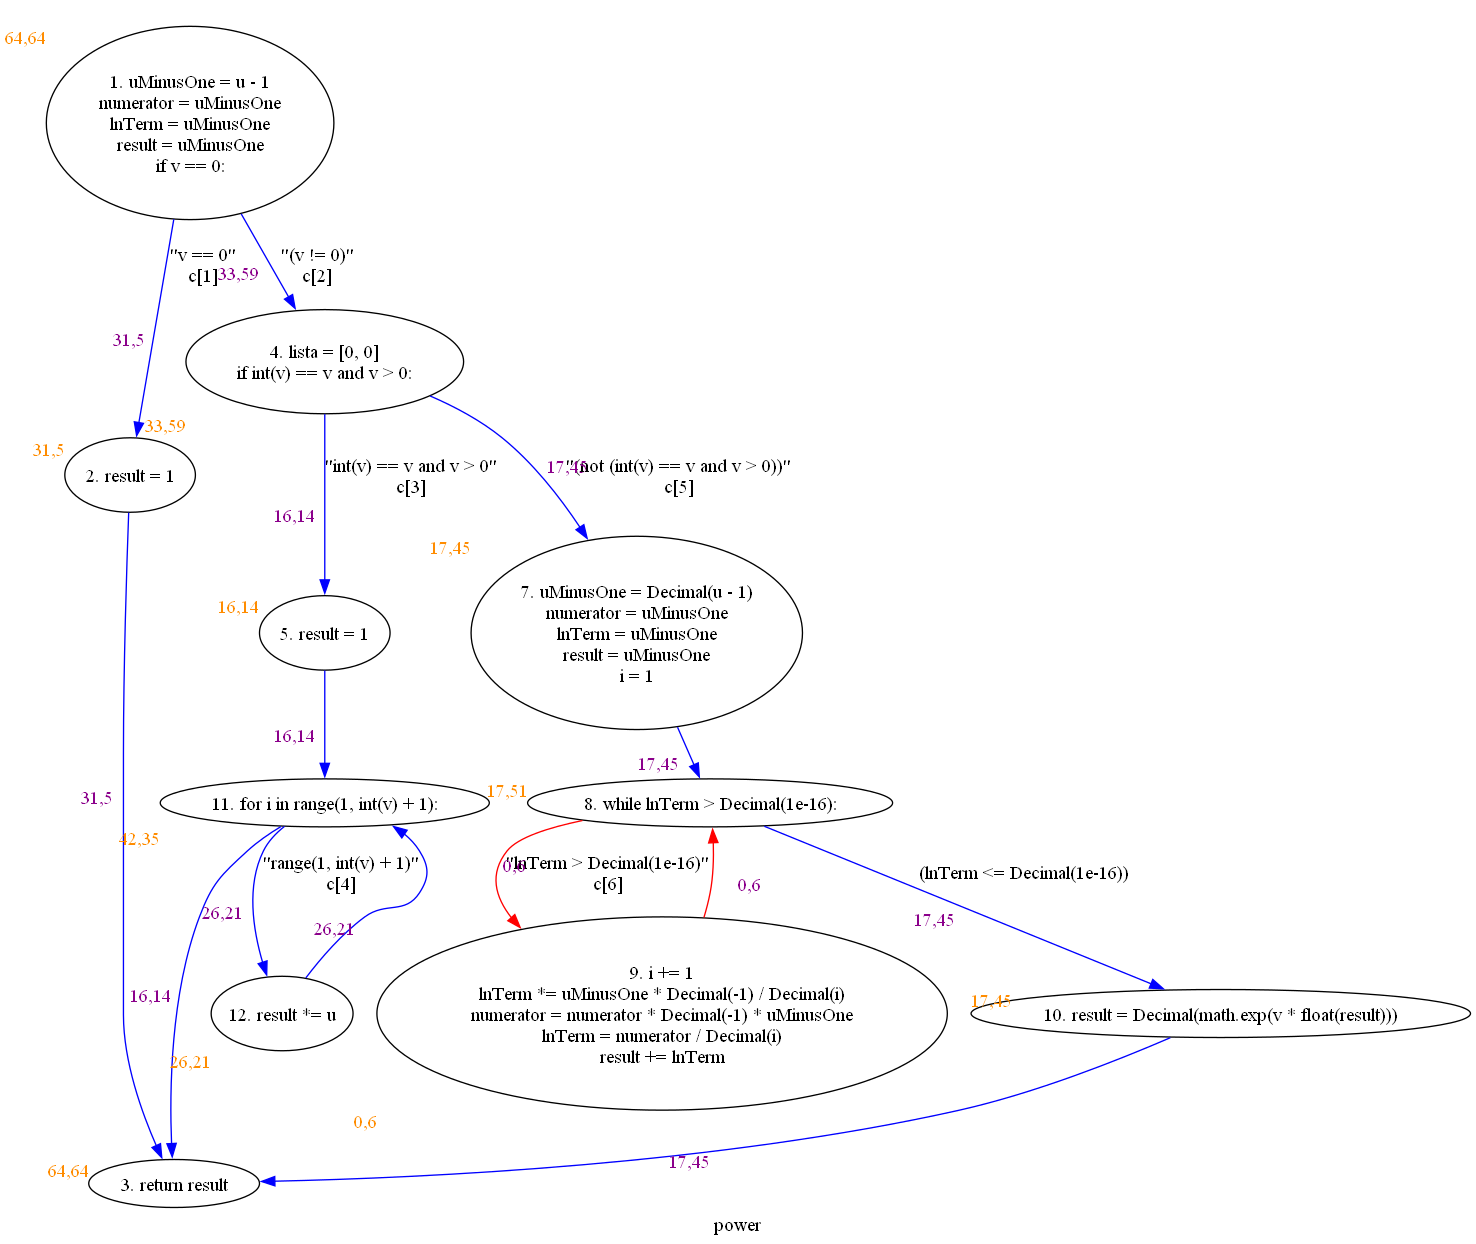 64,64
1. uMinusOne = u - 1
numerator = uMinusOne
lnTerm = uMinusOne
result = uMinusOne
if v == 0:
"v == 0"
c[1]
33,59
"(v != 0)"
c[2]
31,5
4. lista = [0, 0]
if int(v) == v and v > 0:
33,59
31,5
2. result = 1
"int(v) == v and v > 0"
c[3]
17,45
"(not (int(v) == v and v > 0))"
c[5]
16,14
17,45
7. uMinusOne = Decimal(u - 1)
numerator = uMinusOne
lnTerm = uMinusOne
result = uMinusOne
i = 1
16,14
5. result = 1
16,14
17,45
31,5
11. for i in range(1, int(v) + 1):
17,51
8. while lnTerm > Decimal(1e-16):
42,35
"range(1, int(v) + 1)"
c[4]
0,6
"lnTerm > Decimal(1e-16)"
c[6]
0,6
(lnTerm <= Decimal(1e-16))
26,21
26,21
17,45
16,14
12. result *= u
9. i += 1
lnTerm *= uMinusOne * Decimal(-1) / Decimal(i)
numerator = numerator * Decimal(-1) * uMinusOne
lnTerm = numerator / Decimal(i)
result += lnTerm
17,45
10. result = Decimal(math.exp(v * float(result)))
26,21
0,6
64,64
3. return result
17,45
power